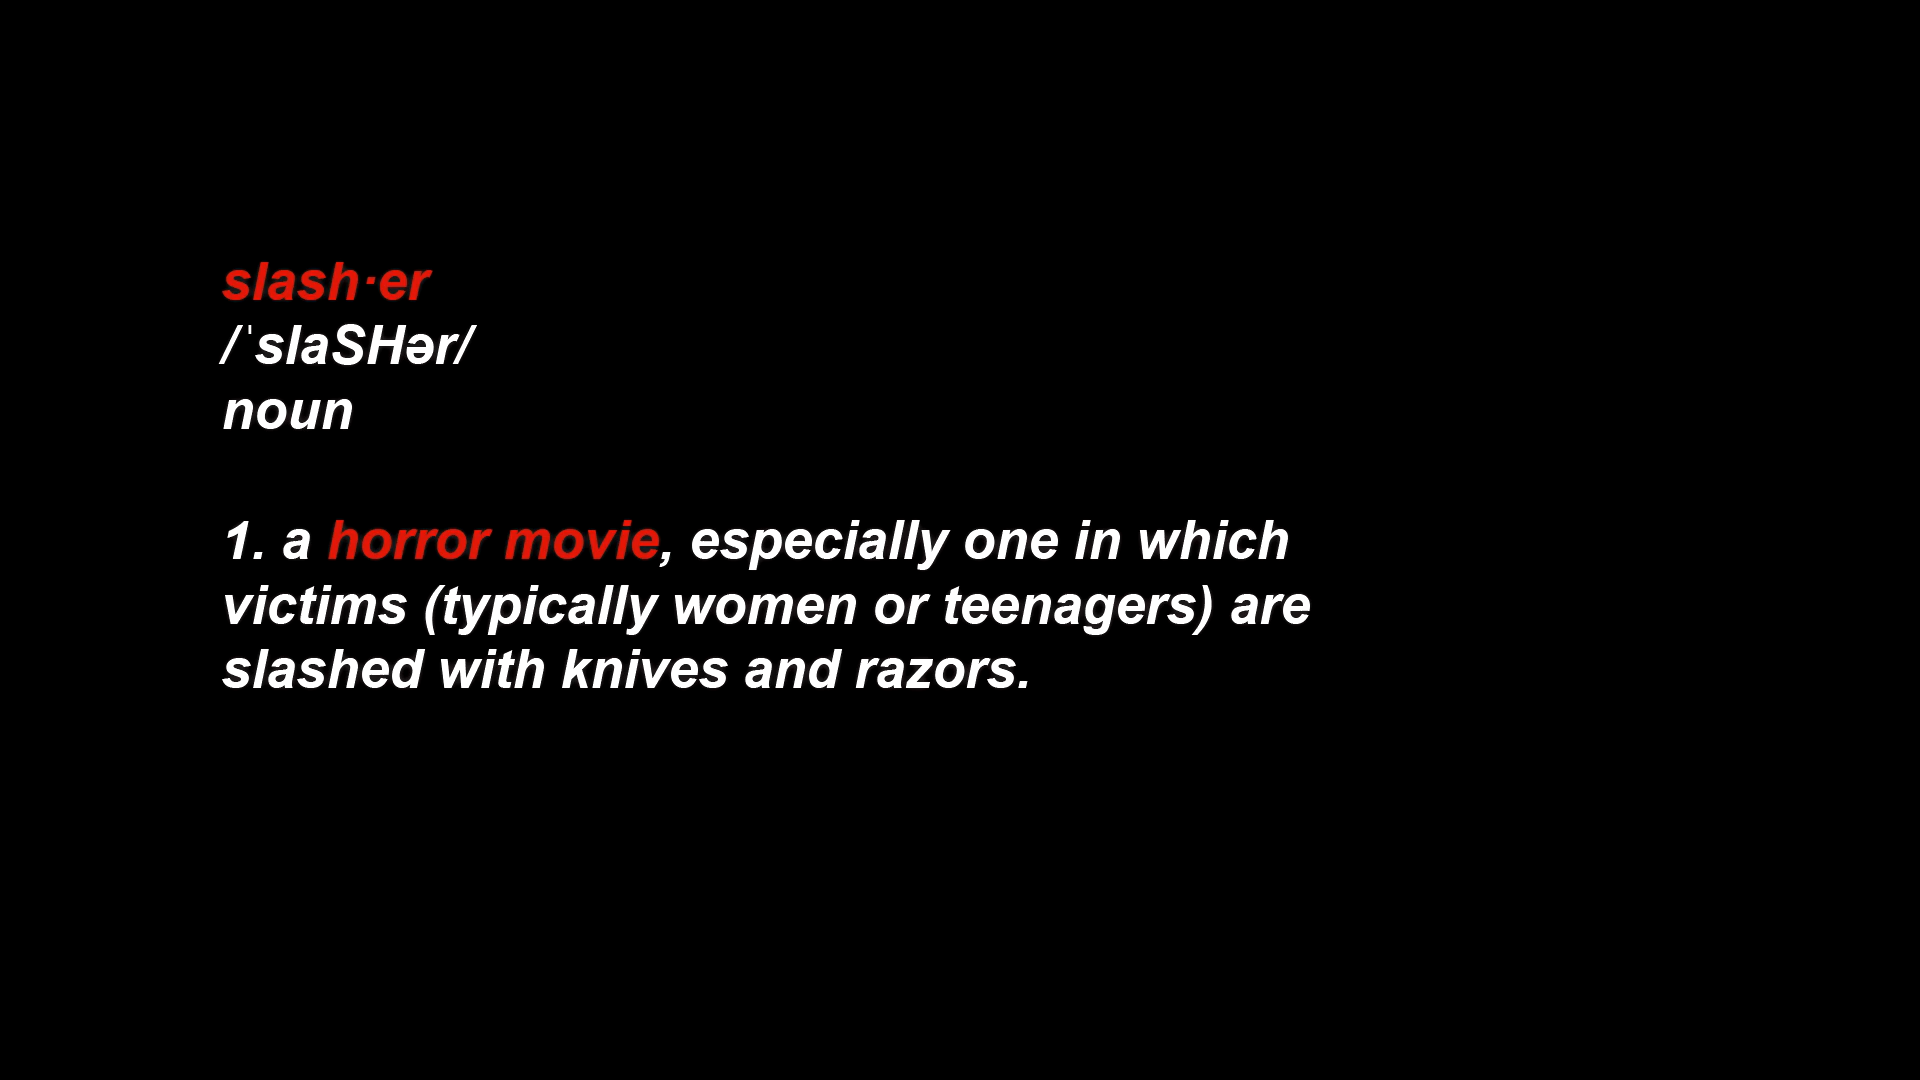 slash·er
/ˈslaSHər/
noun
1. a horror movie, especially one in which
victims (typically women or teenagers) are
slashed with knives and razors.